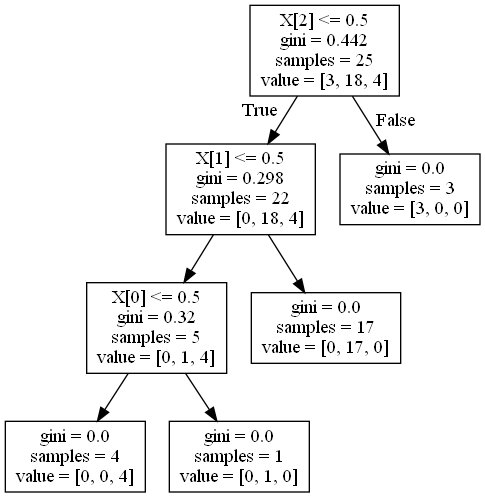 X[2] <= 0.5
gini = 0.442
samples = 25
value = [3, 18, 4]
True
False
X[1] <= 0.5
gini = 0.298
samples = 22
value = [0, 18, 4]
gini = 0.0
samples = 3
value = [3, 0, 0]
X[0] <= 0.5
gini = 0.32
samples = 5
value = [0, 1, 4]
gini = 0.0
samples = 17
value = [0, 17, 0]
gini = 0.0
samples = 4
value = [0, 0, 4]
gini = 0.0
samples = 1
value = [0, 1, 0]